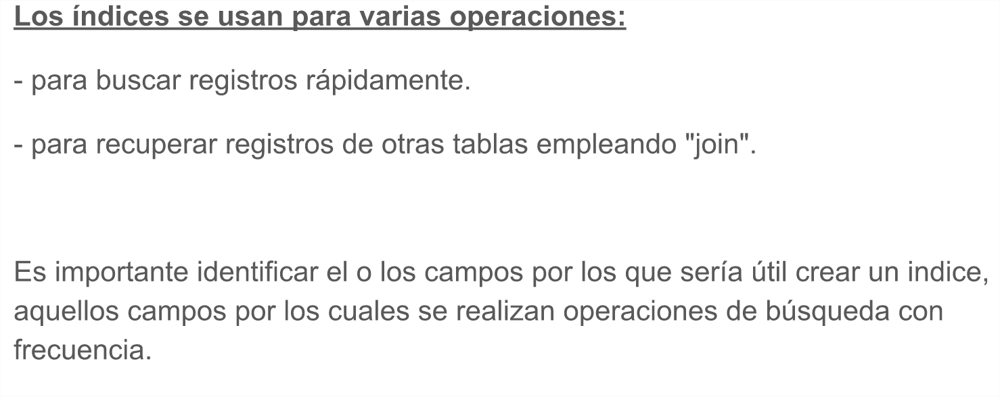 Los índices se usan para varias operaciones:
- para buscar registros rápidamente.
- para recuperar registros de otras tablas empleando "join".
Es importante identificar el o los campos por los que sería útil crear un indice,
aquellos campos por los cuales se realizan operaciones de búsqueda con
frecuencia.